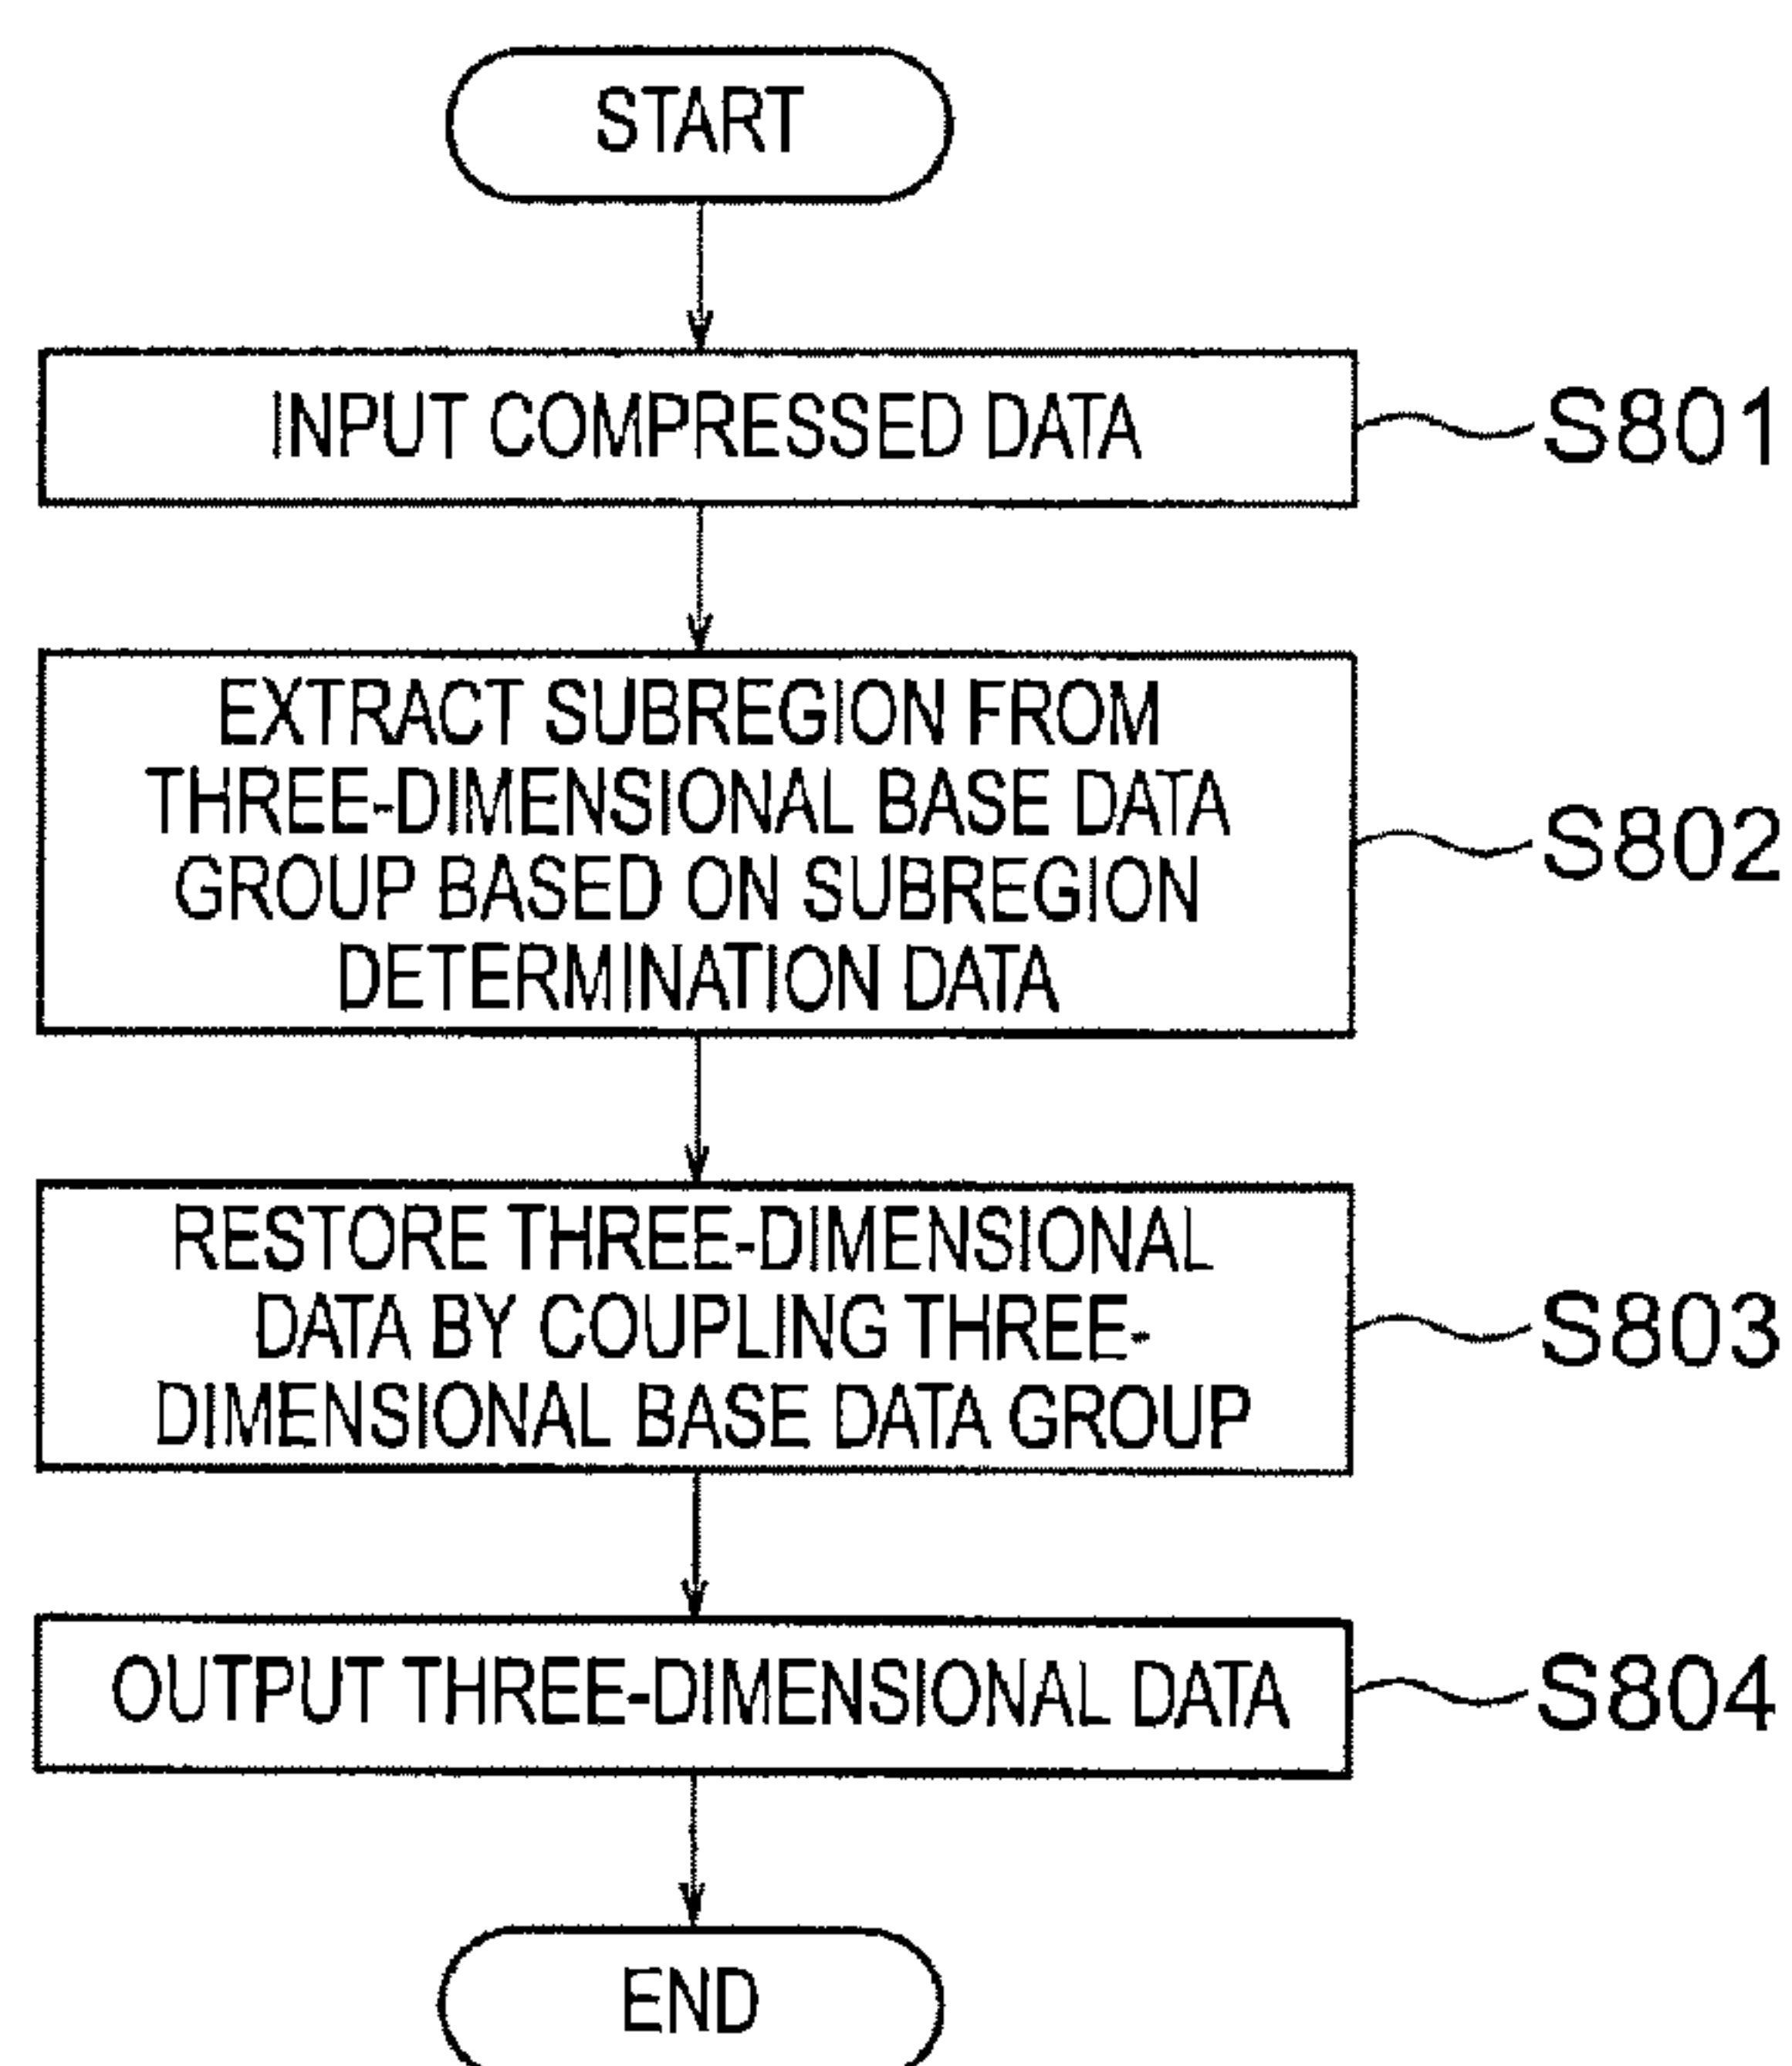 START
INPUT COMPRESSED DATA
S801
EXTRACT SUBREGION FROM
THREE-DIMENSIONAL BASE DATA
GROUP BASED ON SUBREGION
DETERMINATION DATA
S802
RESTORE THREE-DIMENSIONAL
DATA BY COUPLING THREE-
DIMENSIONAL BASE DATA GROUP
S803
OUTPUT THREE-DIMENSIONAL DATA
S804
END